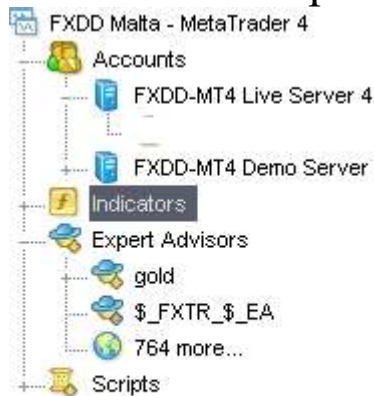 FXDD Malta - MetaTrader 4
Accounts
FXDD-MT4 Live Server 4
FXDD-MT4 Demo Server
Indicators
Expert Advisors
gold
$_FXTR_$_EA
764 more...
Scripts